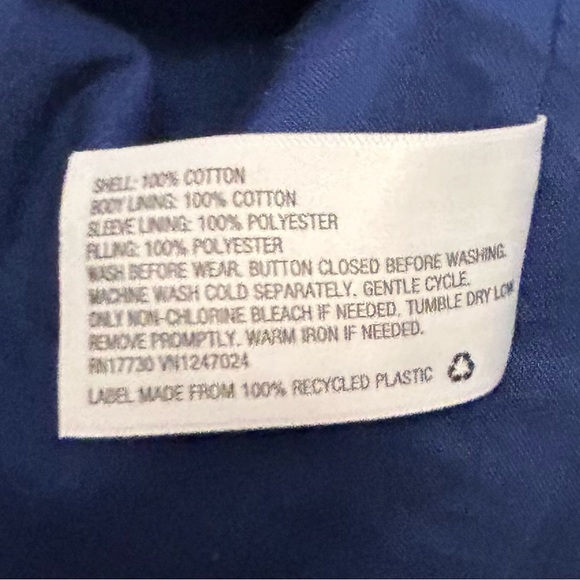 SHELL: 100% COTTON
BODY LINING: 100% COTTON
SLEEVE LINING: 100% POLYESTER
FILLING: 100% POLYESTER
WASH BEFORE WEAR. BUTTON CLOSED BEFORE WASHING.
MACHINE WASH COLD SEPARATELY. GENTLE CYCLE.
ONLY NON-CHLORINE BLEACH IF NEEDED. TUMBLE DRY LOW.
REMOVE PROMPTLY. WARM IRON IF NEEDED.
RN17730 VN1247024
LABEL MADE FROM 100% RECYCLED PLASTIC